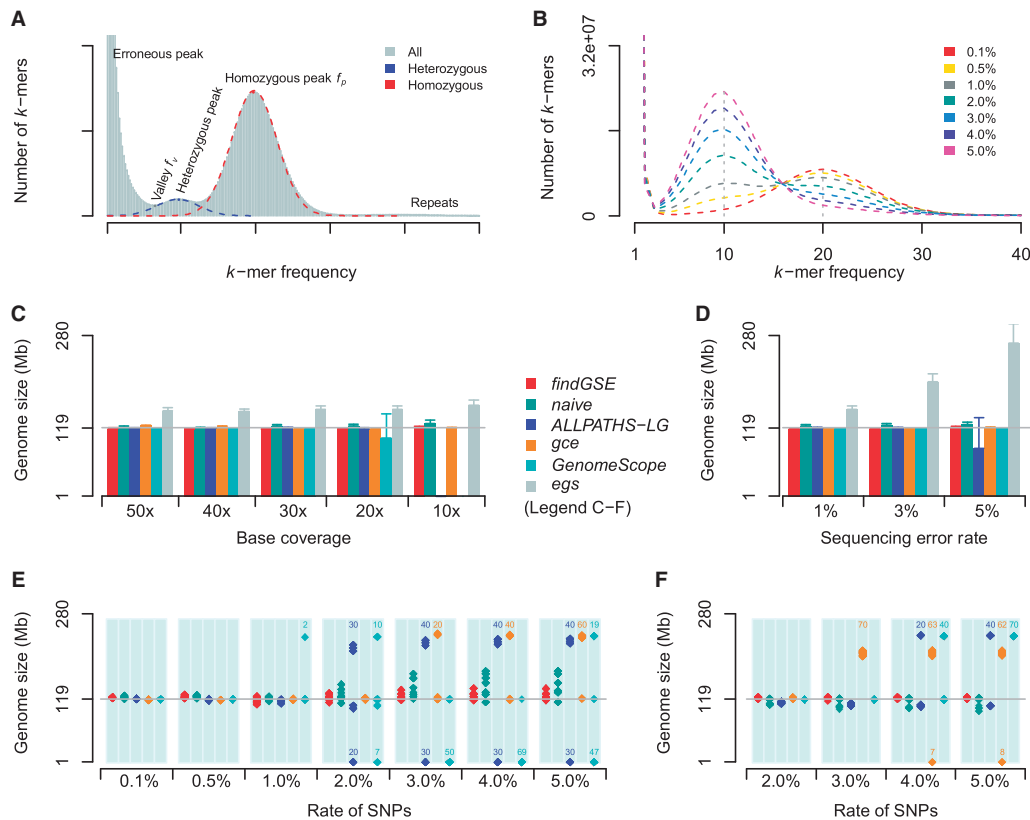 A
Number of k−mers
Erroneous peak
Valley fv
Heterozygous peak
Homozygous peak fp
All
Heterozygous
Homozygous
Repeats
k−mer frequency
B
Number of k−mers
3.2e+07
0
0.1%
0.5%
1.0%
2.0%
3.0%
4.0%
5.0%
1 10 20 30 40
k−mer frequency
C
Genome size (Mb)
280
119
1
50x 40x 30x 20x 10x
Base coverage
findGSE
naive
ALLPATHS−LG
gce
GenomeScope
egs
(Legend C−F)
D
Genome size (Mb)
280
119
1
1% 3% 5%
Sequencing error rate
E
Genome size (Mb)
280
119
1
2 30 10 40 20 40 40 40 60 19
20 7 30 50 30 69 30 47
0.1% 0.5% 1.0% 2.0% 3.0% 4.0% 5.0%
Rate of SNPs
F
Genome size (Mb)
280
119
1
70 20 63 40 40 62 70
7 8
2.0% 3.0% 4.0% 5.0%
Rate of SNPs